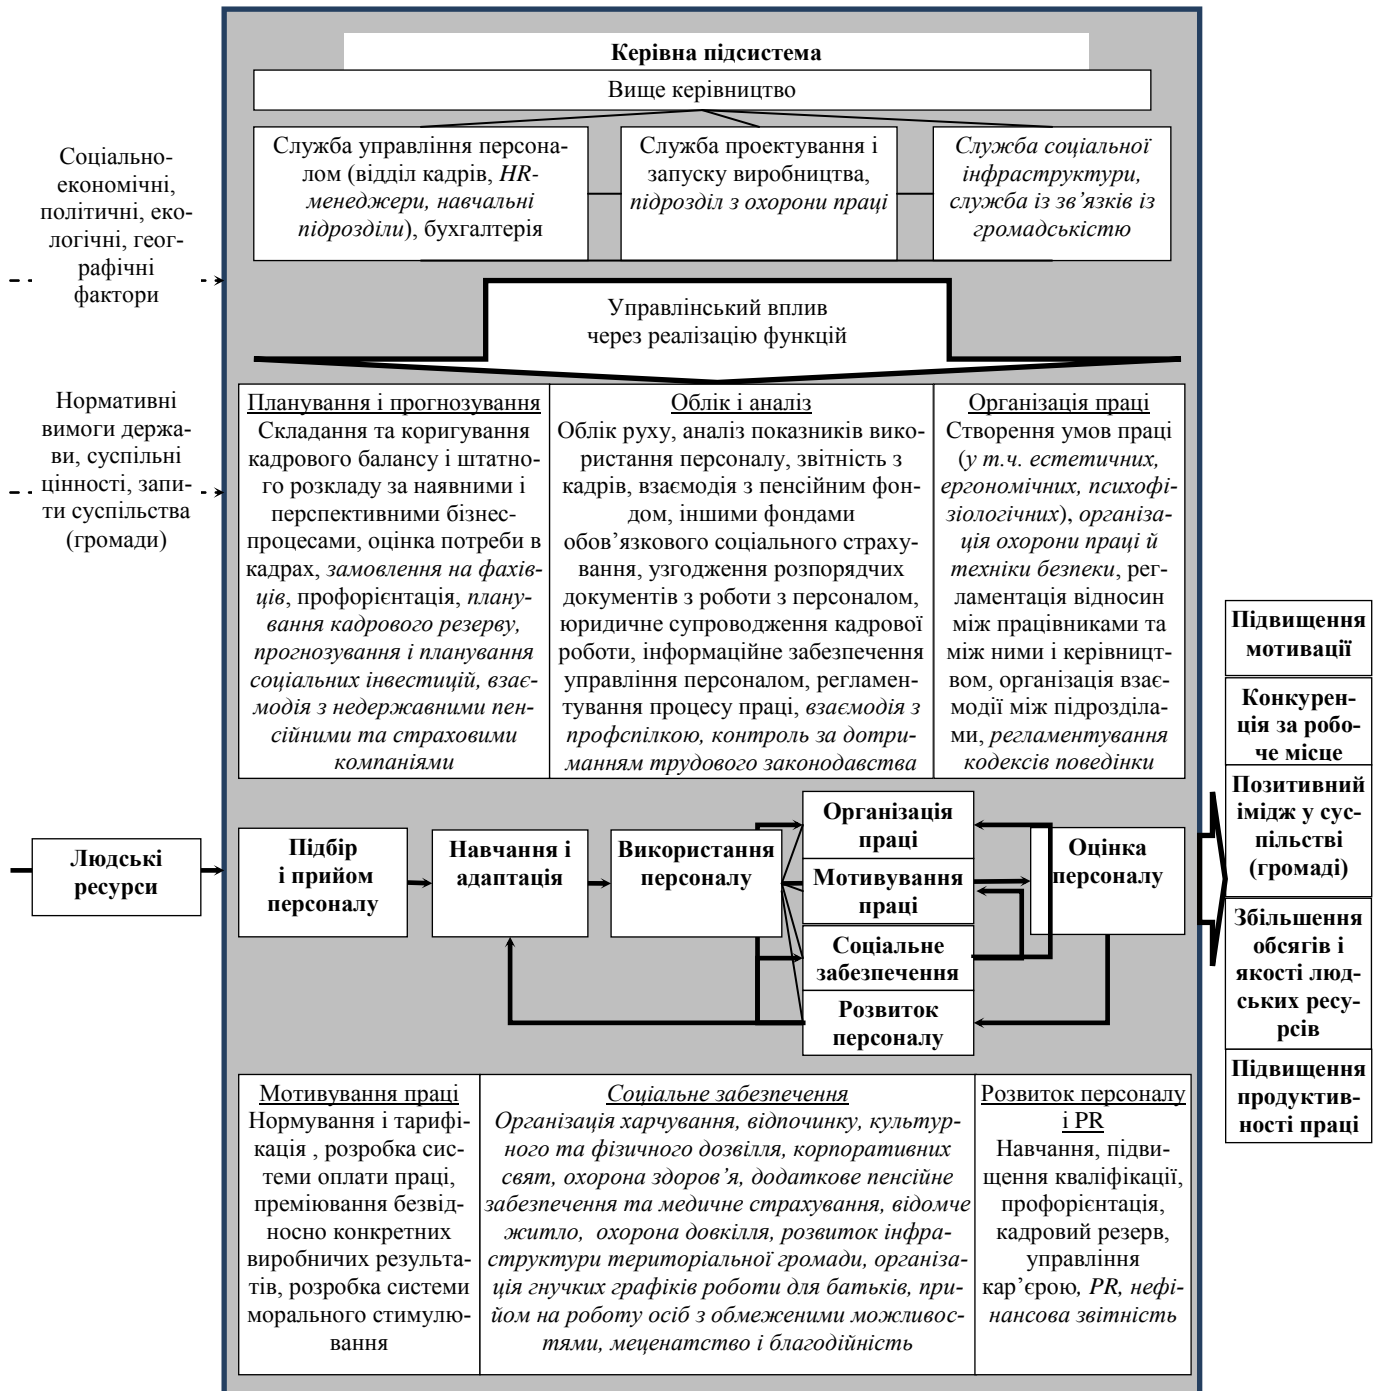 Керівна підсистема
Вище керівництво
Служба управління персона-
лом (відділ кадрів, HR-
менеджери, навчальні
підрозділи), бухгалтерія
Служба проектування і
запуску виробництва,
підрозділ з охорони праці
Служба соціальної
інфраструктури,
служба із зв’язків із
громадськістю
Соціально-
економічні,
політичні, еко-
логічні, геог-
рафічні
фактори
Управлінський вплив
через реалізацію функцій
Нормативні
вимоги держа-
ви, суспільні
цінності, запи-
ти суспільства
(громади)
Планування і прогнозування
Складання та коригування
кадрового балансу і штатно-
го розкладу за наявними і
перспективними бізнес-
процесами, оцінка потреби в
кадрах, замовлення на фахів-
ців, профорієнтація, плану-
вання кадрового резерву,
прогнозування і планування
соціальних інвестицій, взає-
модія з недержавними пен-
сійними та страховими
компаніями
Облік і аналіз
Облік руху, аналіз показників вико-
ристання персоналу, звітність з
кадрів, взаємодія з пенсійним фон-
дом, іншими фондами
обов’язкового соціального страху-
вання, узгодження розпорядчих
документів з роботи з персоналом,
юридичне супроводження кадрової
роботи, інформаційне забезпечення
управління персоналом, регламен-
тування процесу праці, взаємодія з
профспілкою, контроль за дотри-
манням трудового законодавства
Організація праці
Створення умов праці
(у т.ч. естетичних,
ергономічних, психофі-
зіологічних), організа-
ція охорони праці й
техніки безпеки, рег-
ламентація відносин
між працівниками та
між ними і керівницт-
вом, організація взає-
модії між підрозділа-
ми, регламентування
кодексів поведінки
Людські
ресурси
Підбір
і прийом
персоналу
Навчання і
адаптація
Використання
персоналу
Організація
праці
Мотивування
праці
Соціальне
забезпечення
Розвиток
персоналу
Оцінка
персоналу
Підвищення
мотивації
Конкурен-
ція за робо-
че місце
Позитивний
імідж у сус-
пільстві
(громаді)
Збільшення
обсягів і
якості люд-
ських ресу-
рсів
Підвищення
продуктив-
ності праці
Мотивування праці
Нормування і тарифі-
кація , розробка сис-
теми оплати праці,
преміювання безвід-
носно конкретних
виробничих результа-
тів, розробка системи
морального стимулю-
вання
Соціальне забезпечення
Організація харчування, відпочинку, культур-
ного та фізичного дозвілля, корпоративних
свят, охорона здоров’я, додаткове пенсійне
забезпечення та медичне страхування, відомче
житло, охорона довкілля, розвиток інфра-
структури територіальної громади, організа-
ція гнучких графіків роботи для батьків, при-
йом на роботу осіб з обмеженими можливос-
тями, меценатство і благодійність
Розвиток персоналу
і PR
Навчання, підви-
щення кваліфікації,
профорієнтація,
кадровий резерв,
управління
кар’єрою, PR, нефі-
нансова звітність